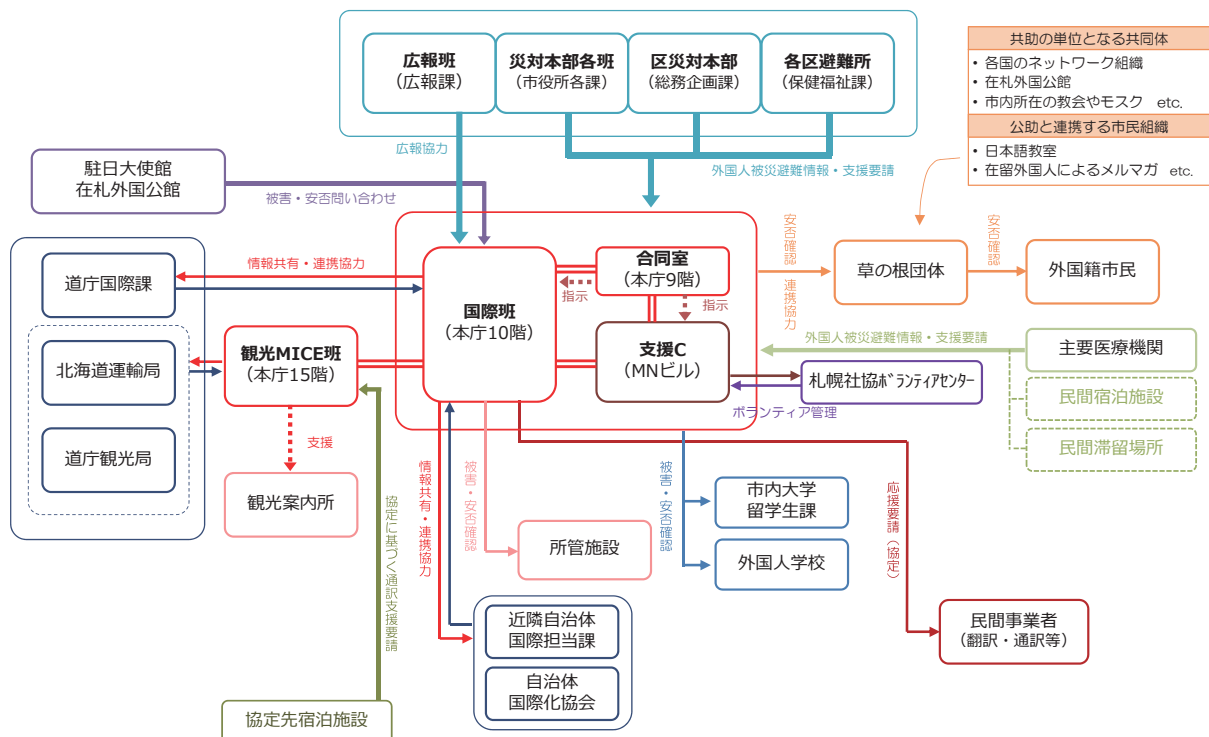 広報班
(広報課)
災対本部各班
(市役所各課)
区災対本部
(総務企画課)
各区避難所
(保健福祉課)
共助の単位となる共同体
• 各国のネットワーク組織
• 在札外国公館
• 市内所在の教会やモスク etc.
公助と連携する市民組織
• 日本語教室
• 在留外国人によるメルマガ etc.
広報協力
外国人被災避難情報・支援要請
駐日大使館
在札外国公館
被害・安否問い合わせ
道庁国際課
北海道運輸局
道庁観光局
情報共有・連携協力
国際班
(本庁10階)
合同室
(本庁9階)
指示
指示
支援C
(MNビル)
観光MICE班
(本庁15階)
支援
観光案内所
安否確認
連携協力
草の根団体
安否確認
外国籍市民
外国人被災避難情報・支援要請
主要医療機関
民間宿泊施設
民間滞留場所
札幌社協ﾎﾞﾗﾝﾃｨｱｾﾝﾀｰ
ボランティア管理
協定に基づく通訳支援要請
情報共有・連携協力
被害・安否確認
被害・安否確認
応援要請(協定)
所管施設
市内大学
留学生課
外国人学校
近隣自治体
国際担当課
自治体
国際化協会
民間事業者
(翻訳・通訳等)
協定先宿泊施設